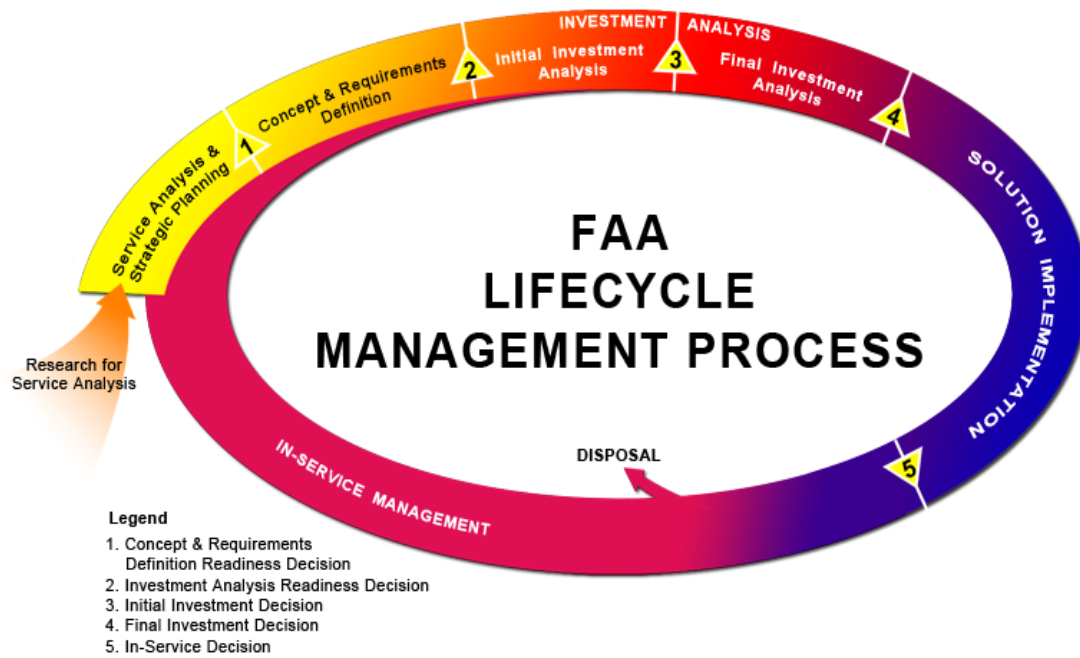 INVESTMENT ANALYSIS
Service Analysis &
Strategic Planning
1
Concept & Requirements
Definition
2
Initial Investment
Analysis
3
Final Investment
Analysis
4
SOLUTION IMPLEMENTATION
5
IN-SERVICE MANAGEMENT
DISPOSAL
Research for
Service Analysis
FAA
LIFECYCLE
MANAGEMENT PROCESS
Legend
1. Concept & Requirements
Definition Readiness Decision
2. Investment Analysis Readiness Decision
3. Initial Investment Decision
4. Final Investment Decision
5. In-Service Decision